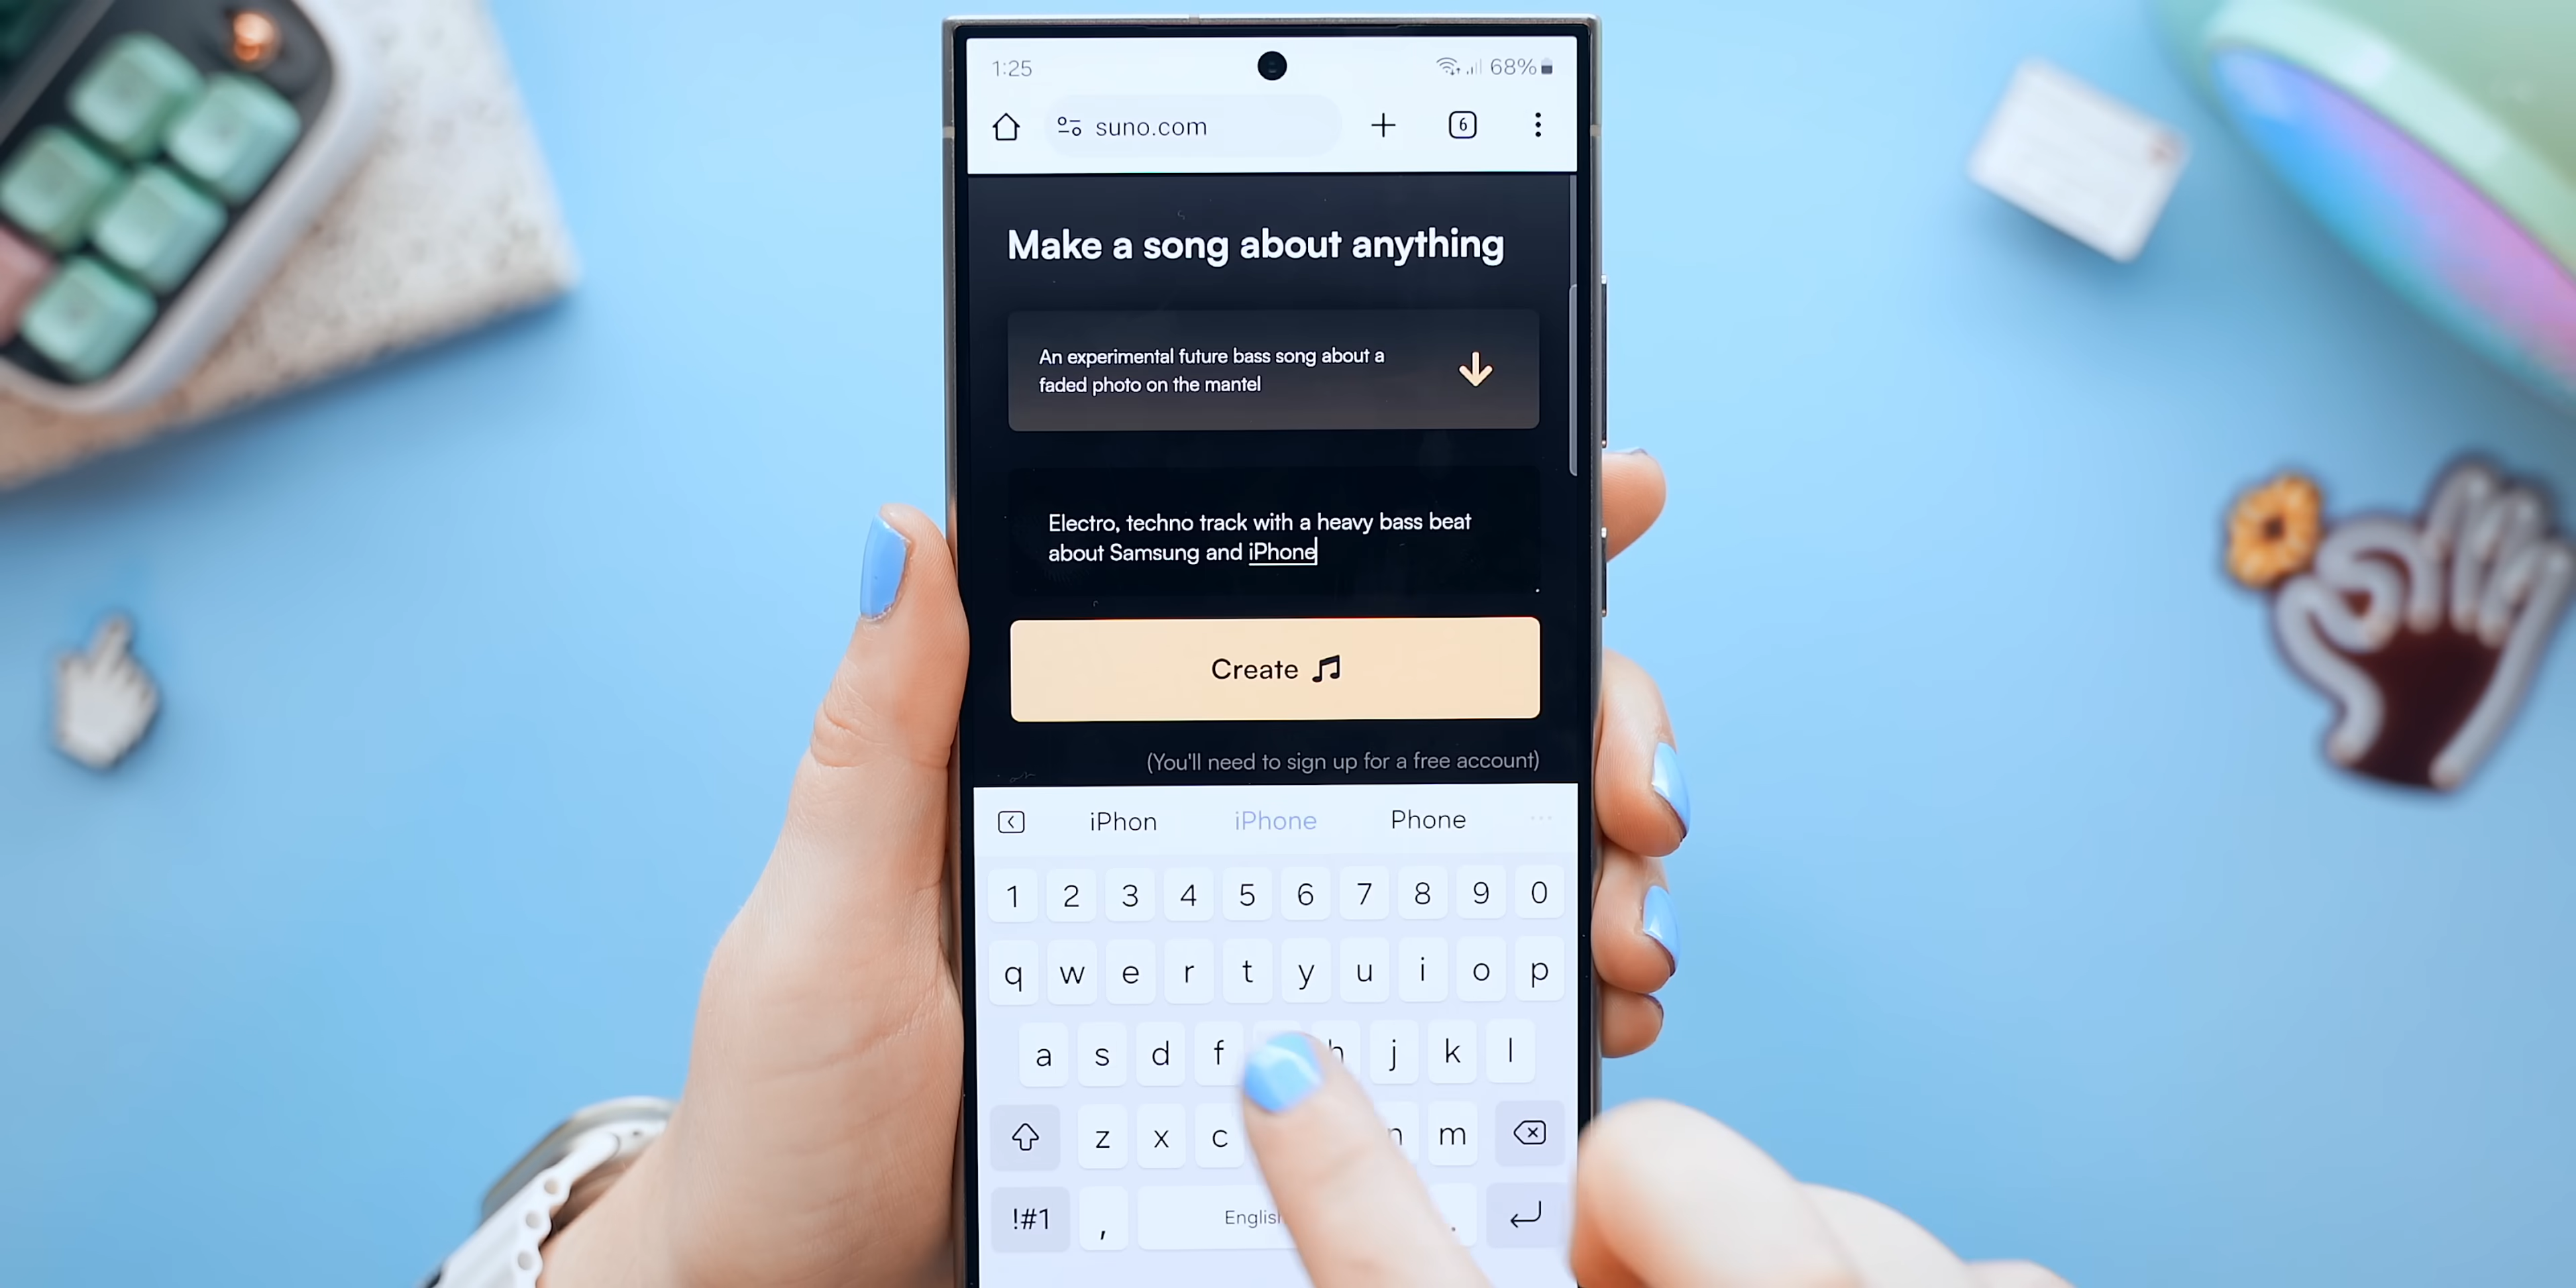 1:25 68%
suno.com 6
Make a song about anything
An experimental future bass song about a
faded photo on the mantel
Electro, techno track with a heavy bass beat
about Samsung and iPhone
Create
(You'll need to sign up for a free account)
iPhon iPhone Phone
1 2 3 4 5 6 7 8 9 0
q w e r t y u i o p
a s d f h j k l
z x c n m
!#1 , .